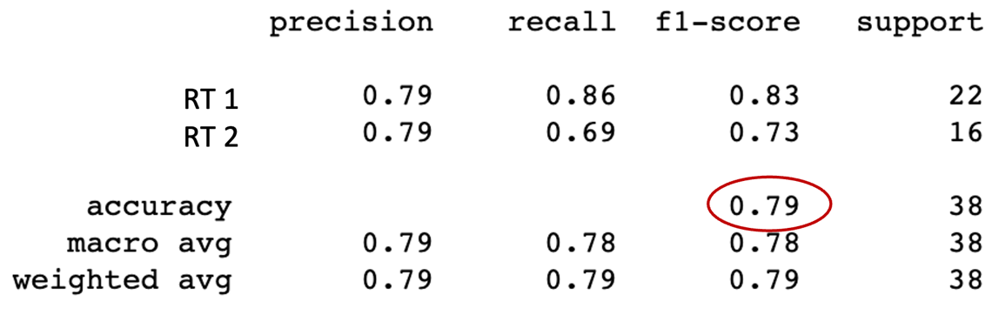 precision recall f1-score support
RT 1 0.79 0.86 0.83 22
RT 2 0.79 0.69 0.73 16
accuracy 0.79 38
macro avg 0.79 0.78 0.78 38
weighted avg 0.79 0.79 0.79 38